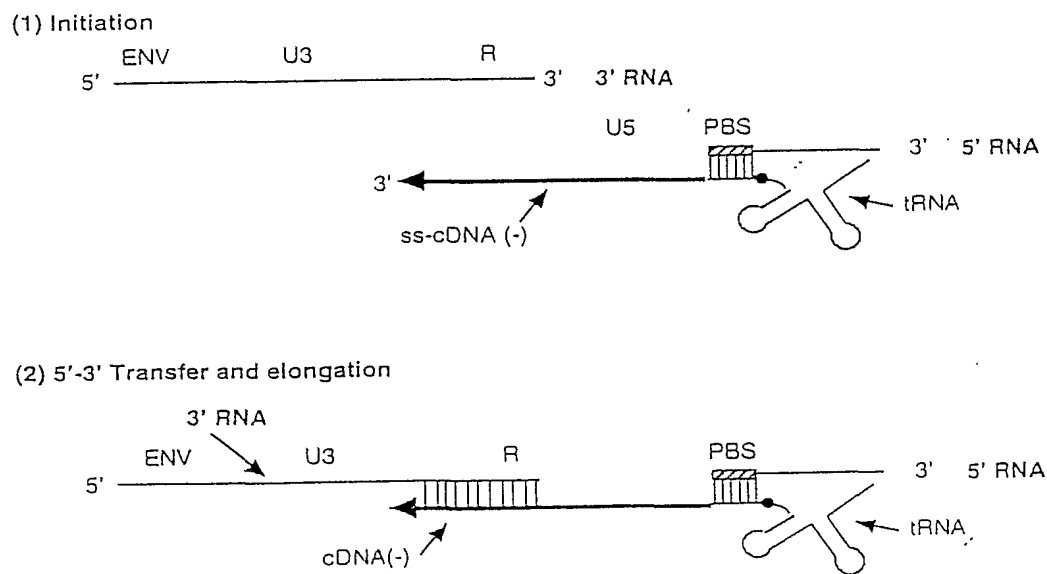 (1) Initiation
ENV U3 R
5' 3' 3' RNA
U5 PBS
3' 5' RNA
3'
tRNA
ss-cDNA (-)
(2) 5'-3' Transfer and elongation
3' RNA
ENV U3 R PBS
5' 3' 5' RNA
tRNA
cDNA(-)